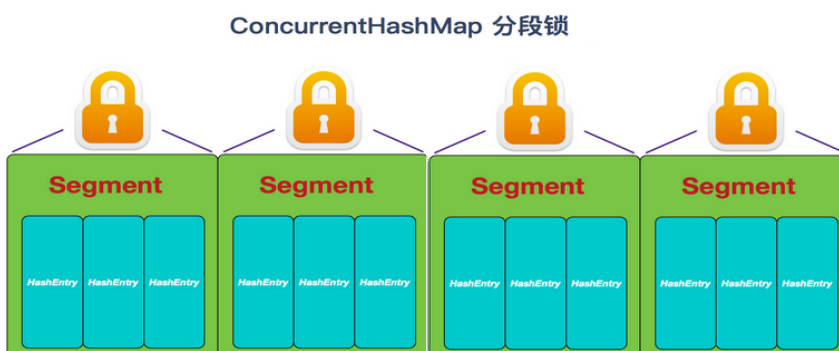 ConcurrentHashMap 分段锁
Segment Segment Segment Segment
HashEntry HashEntry HashEntry HashEntry HashEntry HashEntry HashEntry HashEntry HashEntry HashEntry HashEntry HashEntry